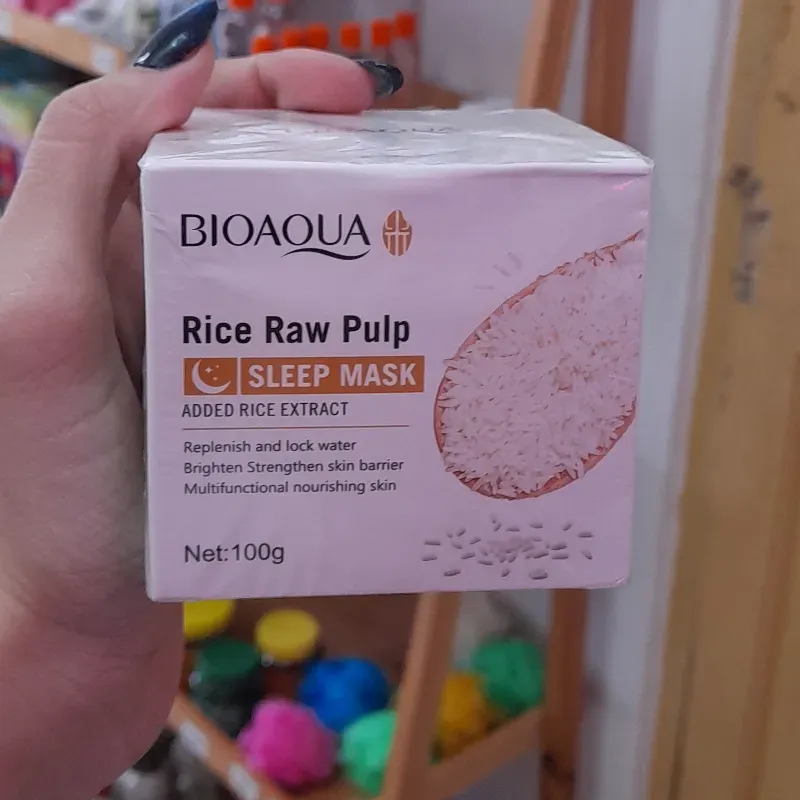 BIOAQUA
Rice Raw Pulp
SLEEP MASK
ADDED RICE EXTRACT
Replenish and lock water
Brighten Strengthen skin barrier
Multifunctional nourishing skin
Net:100g